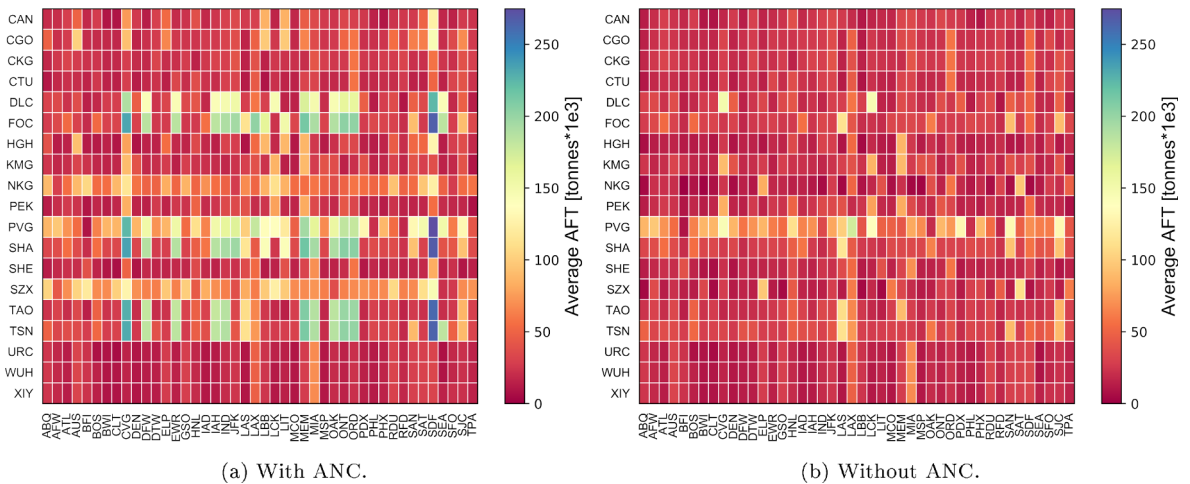 CAN
CGO
CKG
CTU
DLC
FOC
HGH
KMG
NKG
PEK
PVG
SHA
SHE
SZX
TAO
TSN
URC
WUH
XIY
ABQ AFW ATL AUS BFI BOS BWI CLT CVG DEN DFW DTW ELP EWR GSO HNL IAD IAH IND JFK LAS LAX LBB LCK LIT MCO MEM MIA MSP OAK ONT ORD PDX PHL PHX RDU RFD SAN SAT SDF SEA SFO SJC TPA
250
200
150
100
50
0
Average AFT [tonnes*1e3]
(a) With ANC.
CAN
CGO
CKG
CTU
DLC
FOC
HGH
KMG
NKG
PEK
PVG
SHA
SHE
SZX
TAO
TSN
URC
WUH
XIY
ABQ AFW ATL AUS BFI BOS BWI CLT CVG DEN DFW DTW ELP EWR GSO HNL IAD IAH IND JFK LAS LAX LBB LCK LIT MCO MEM MIA MSP OAK ONT ORD PDX PHL PHX RDU RFD SAN SAT SDF SEA SFO SJC TPA
250
200
150
100
50
0
Average AFT [tonnes*1e3]
(b) Without ANC.